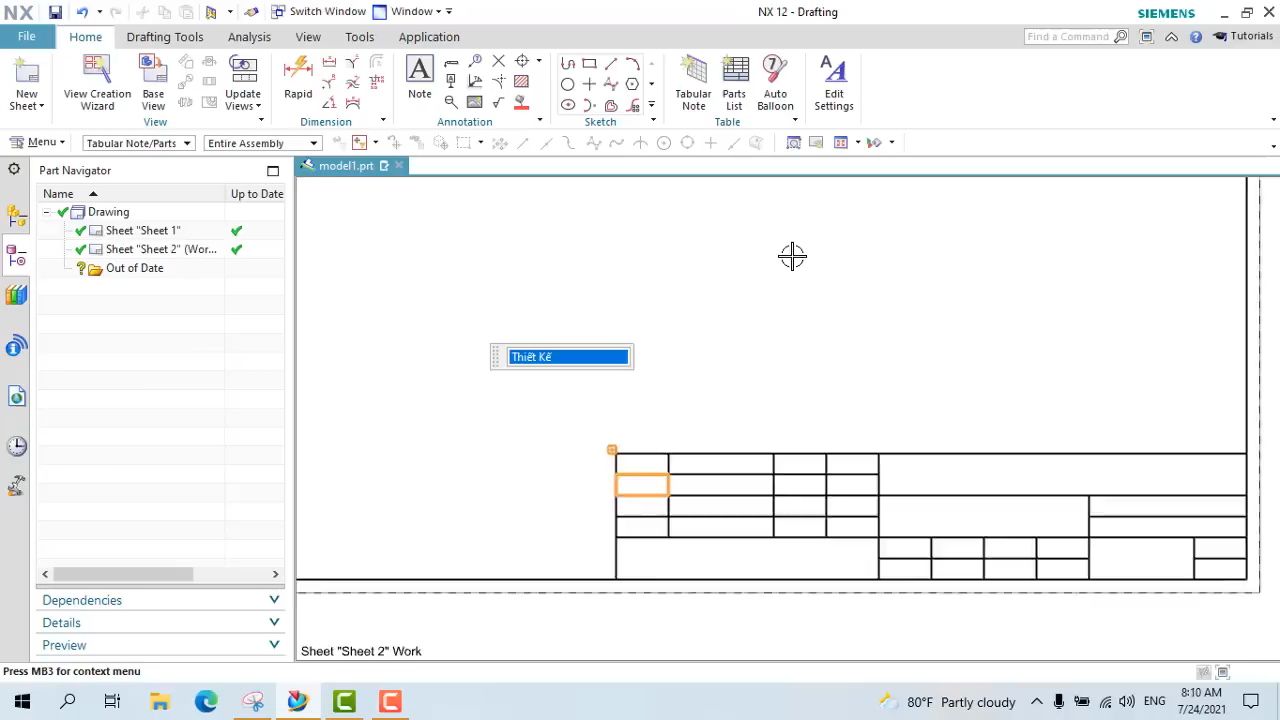 NX
Switch Window
Window
NX 12 - Drafting
SIEMENS
File
Home
Drafting Tools
Analysis
View
Tools
Application
Find a Command
Tutorials
New
Sheet
View Creation
Wizard
Base
View
Update
Views
View
Rapid
Dimension
Note
Annotation
Sketch
Tabular
Note
Parts
List
Auto
Balloon
Table
Edit
Settings
Menu
Tabular Note/Parts
Entire Assembly
model1.prt
Part Navigator
Name
Up to Date
Drawing
Sheet "Sheet 1"
Sheet "Sheet 2" (Wor...
Out of Date
Thiết Kế
Dependencies
Details
Preview
Sheet "Sheet 2" Work
Press MB3 for context menu
80°F Partly cloudy
ENG
8:10 AM
7/24/2021